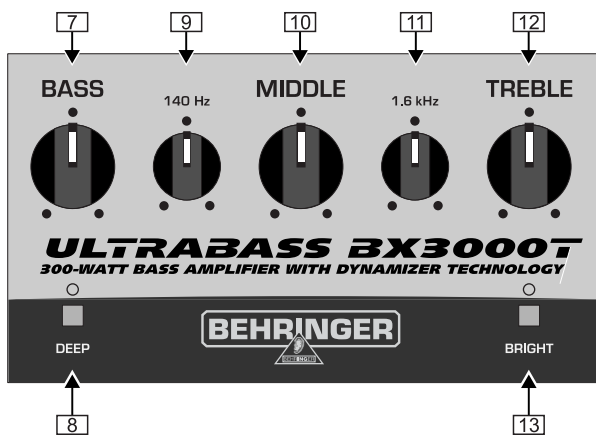 7 9 10 11 12
BASS 140 Hz MIDDLE 1.6 kHz TREBLE
ULTRABASS BX3000T
300-WATT BASS AMPLIFIER WITH DYNAMIZER TECHNOLOGY
BEHRINGER
BEHRINGER
DEEP BRIGHT
8 13